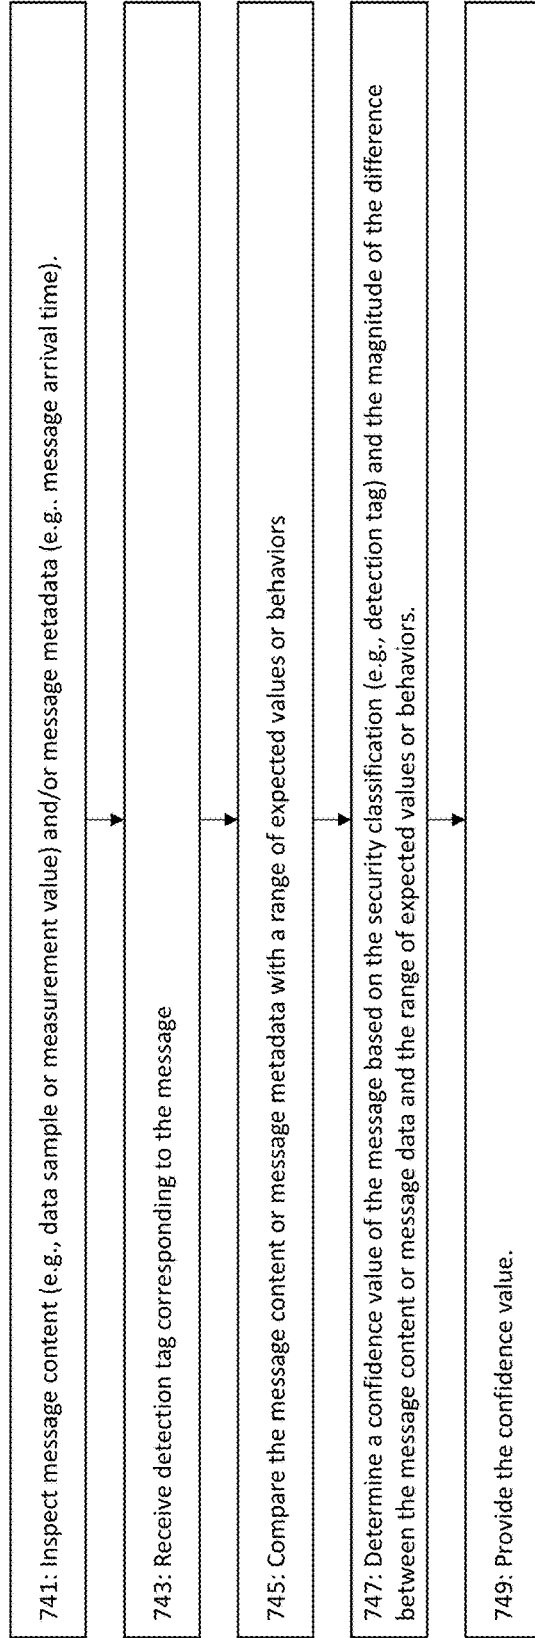 741: Inspect message content (e.g., data sample or measurement value) and/or message metadata (e.g.. message arrival time).
743: Receive detection tag corresponding to the message
745: Compare the message content or message metadata with a range of expected values or behaviors
747: Determine a confidence value of the message based on the security classification (e.g., detection tag) and the magnitude of the difference
between the message content or message data and the range of expected values or behaviors.
749: Provide the confidence value.